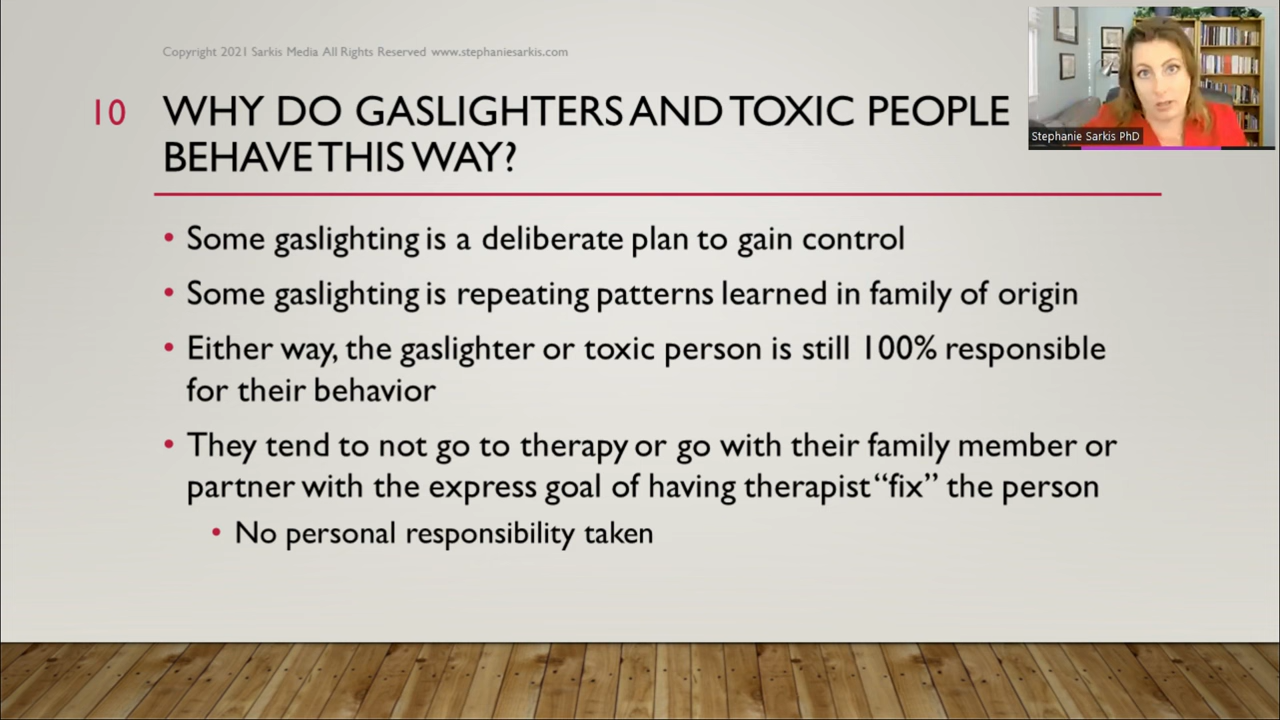 Copyright 2021 Sarkis Media All Rights Reserved www.stephaniesarkis.com
10
WHY DO GASLIGHTERS AND TOXIC PEOPLE
BEHAVE THIS WAY?
Stephanie Sarkis PhD
• Some gaslighting is a deliberate plan to gain control
• Some gaslighting is repeating patterns learned in family of origin
• Either way, the gaslighter or toxic person is still 100% responsible
for their behavior
• They tend to not go to therapy or go with their family member or
partner with the express goal of having therapist “fix” the person
• No personal responsibility taken